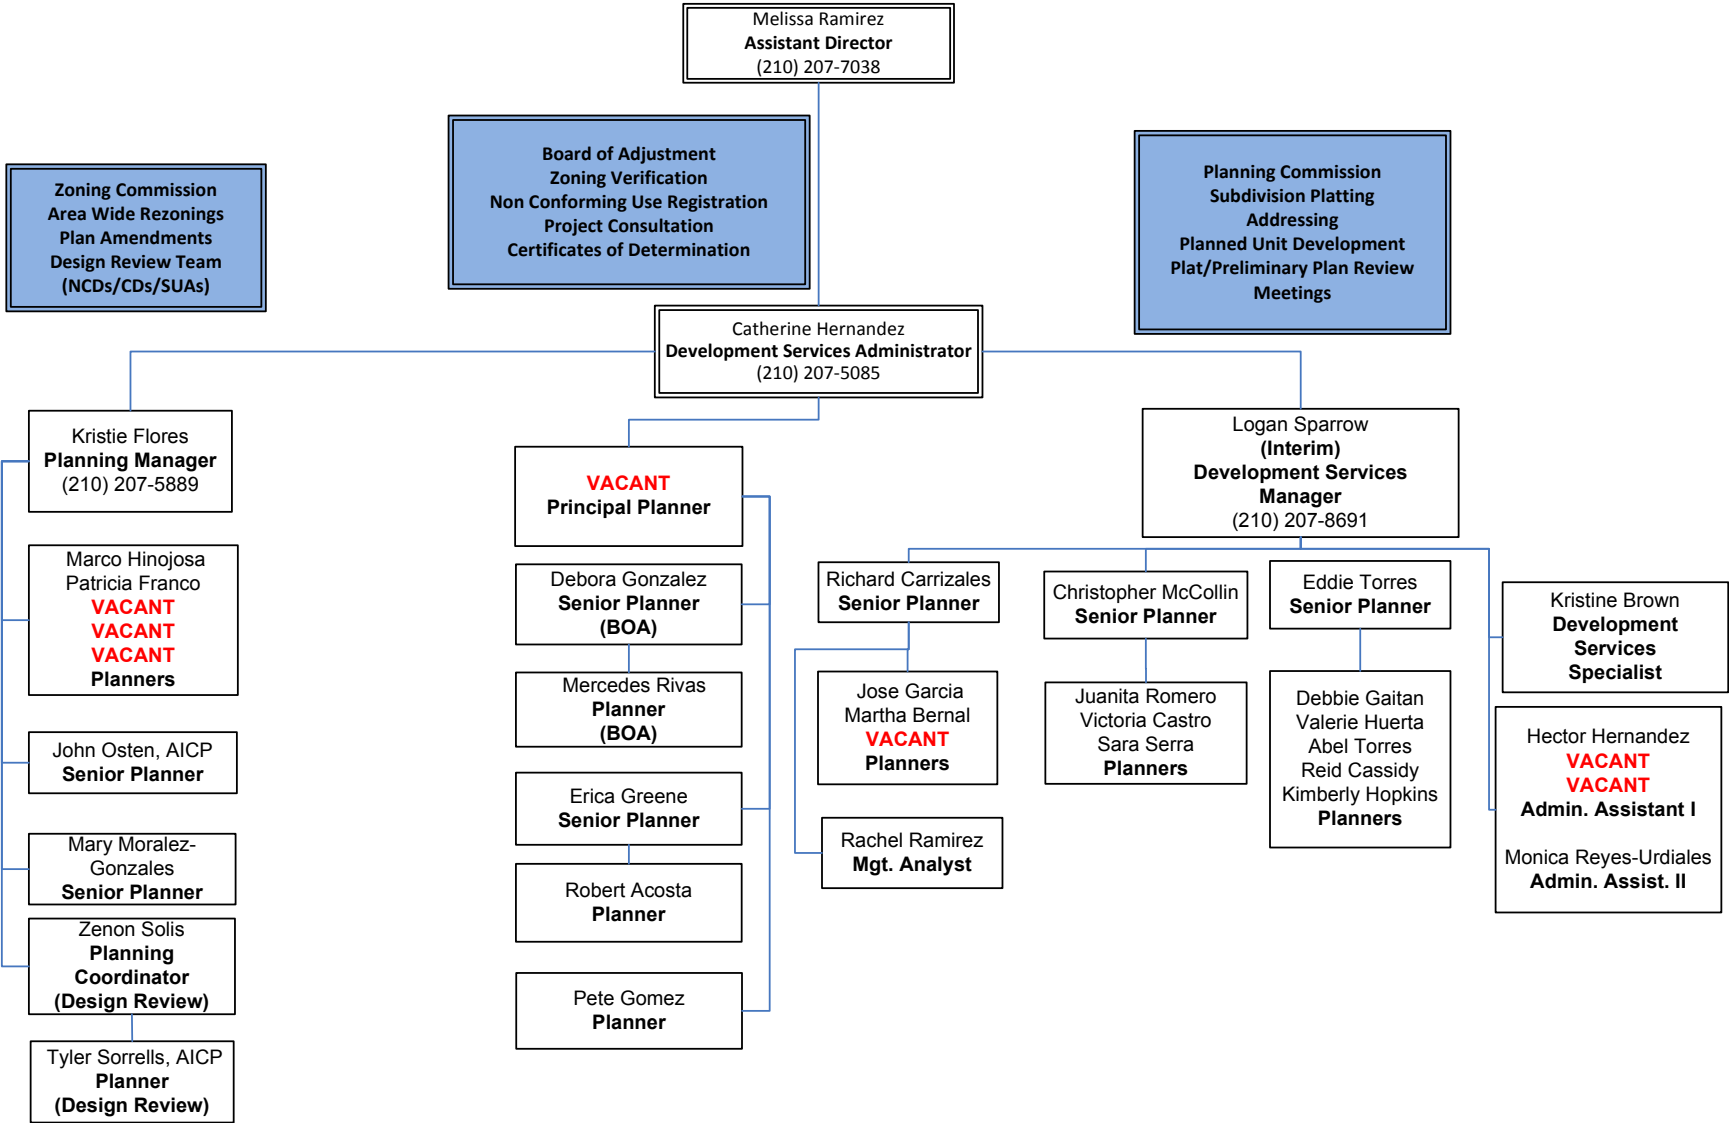 Melissa Ramirez
Assistant Director
(210) 207-7038
Zoning Commission
Area Wide Rezonings
Plan Amendments
Design Review Team
(NCDs/CDs/SUAs)
Board of Adjustment
Zoning Verification
Non Conforming Use Registration
Project Consultation
Certificates of Determination
Planning Commission
Subdivision Platting
Addressing
Planned Unit Development
Plat/Preliminary Plan Review
Meetings
Catherine Hernandez
Development Services Administrator
(210) 207-5085
Kristie Flores
Planning Manager
(210) 207-5889
Marco Hinojosa
Patricia Franco
VACANT
VACANT
VACANT
Planners
John Osten, AICP
Senior Planner
Mary Moralez-
Gonzales
Senior Planner
Zenon Solis
Planning
Coordinator
(Design Review)
Tyler Sorrells, AICP
Planner
(Design Review)
VACANT
Principal Planner
Debora Gonzalez
Senior Planner
(BOA)
Mercedes Rivas
Planner
(BOA)
Erica Greene
Senior Planner
Robert Acosta
Planner
Pete Gomez
Planner
Logan Sparrow
(Interim)
Development Services
Manager
(210) 207-8691
Richard Carrizales
Senior Planner
Jose Garcia
Martha Bernal
VACANT
Planners
Rachel Ramirez
Mgt. Analyst
Christopher McCollin
Senior Planner
Juanita Romero
Victoria Castro
Sara Serra
Planners
Eddie Torres
Senior Planner
Debbie Gaitan
Valerie Huerta
Abel Torres
Reid Cassidy
Kimberly Hopkins
Planners
Kristine Brown
Development
Services
Specialist
Hector Hernandez
VACANT
VACANT
Admin. Assistant I
Monica Reyes-Urdiales
Admin. Assist. II